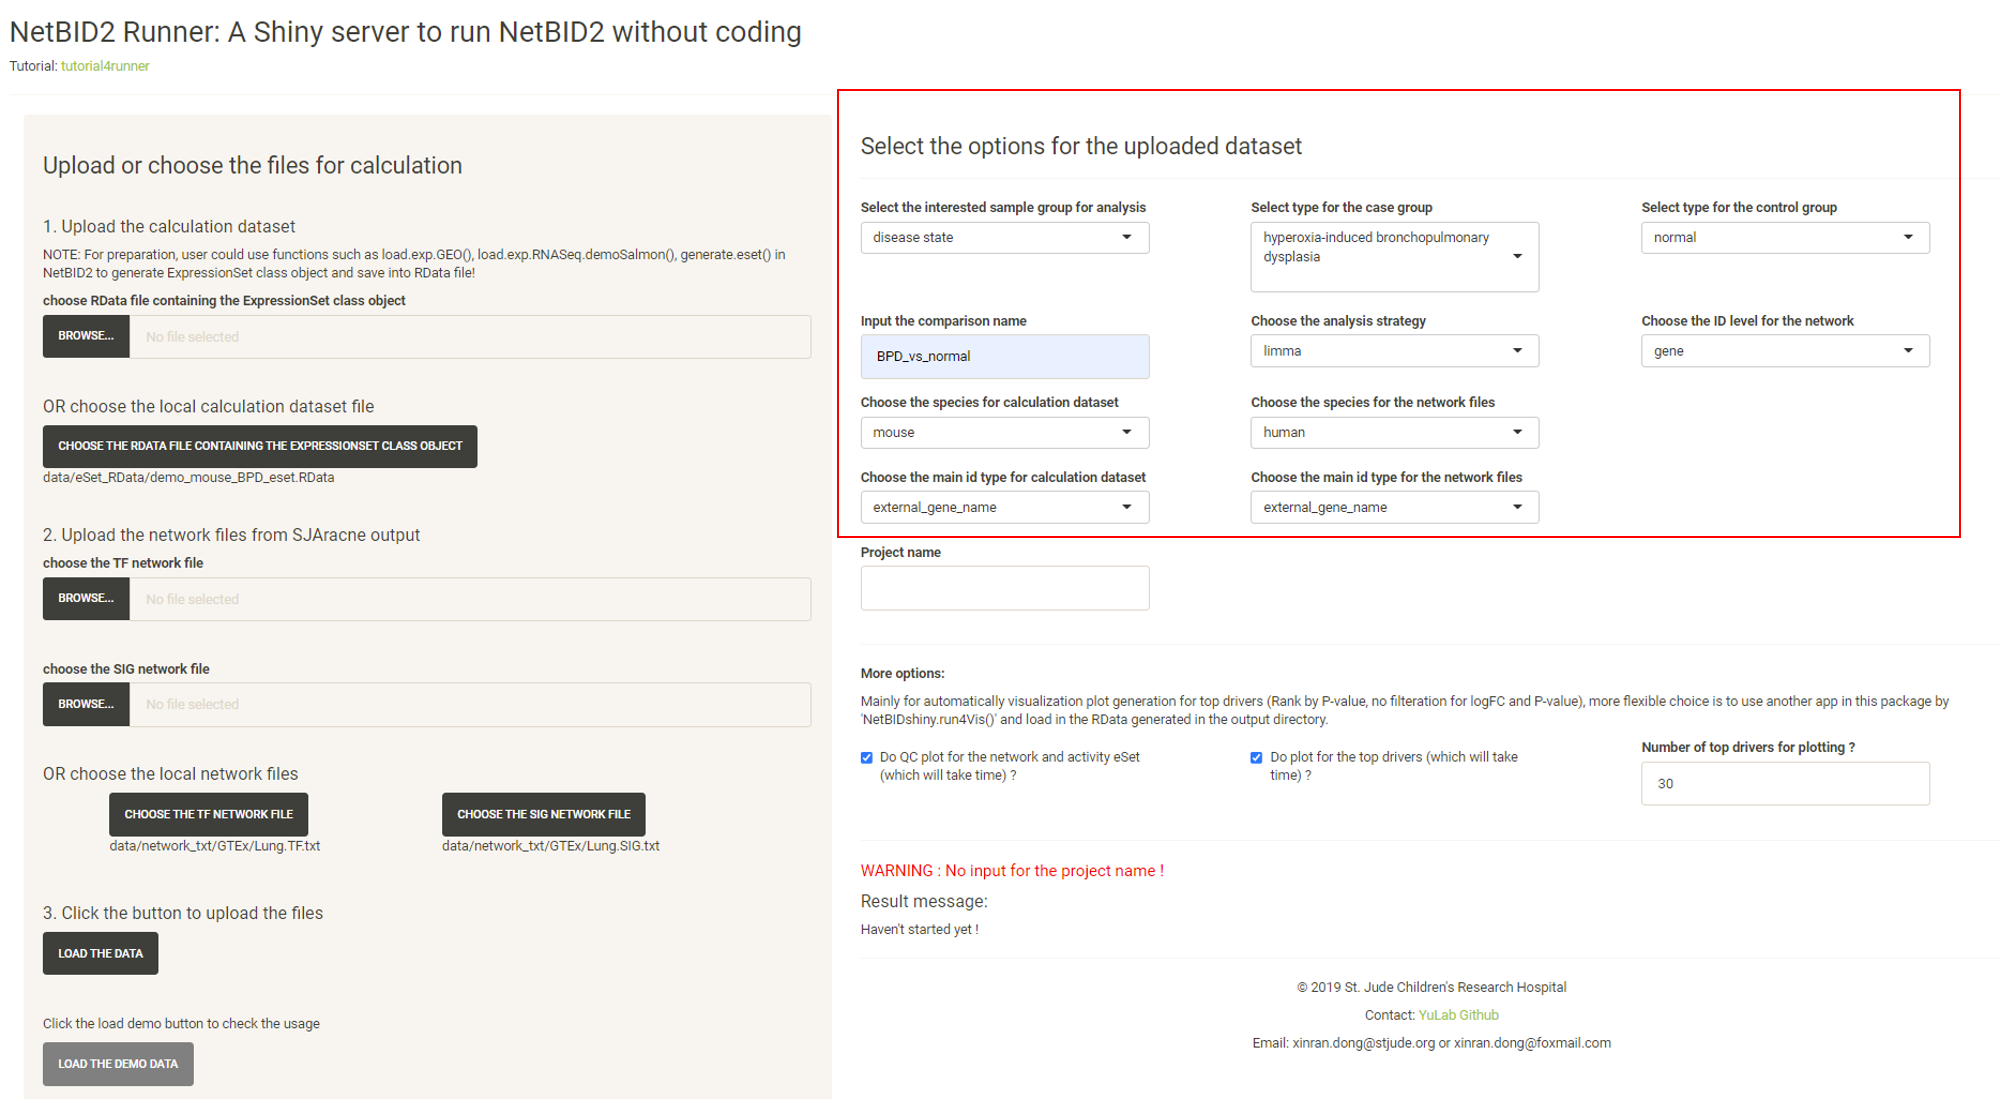 NetBID2 Runner: A Shiny server to run NetBID2 without coding
Tutorial: tutorial4runner
Upload or choose the files for calculation
1. Upload the calculation dataset
NOTE: For preparation, user could use functions such as load.exp.GEO(), load.exp.RNASeq.demoSalmon(), generate.eset() in
NetBID2 to generate ExpressionSet class object and save into RData file!
choose RData file containing the ExpressionSet class object
BROWSE... No file selected
OR choose the local calculation dataset file
CHOOSE THE RDATA FILE CONTAINING THE EXPRESSIONSET CLASS OBJECT
data/eSet_RData/demo_mouse_BPD_eset.RData
2. Upload the network files from SJAracne output
choose the TF network file
BROWSE... No file selected
choose the SIG network file
BROWSE... No file selected
OR choose the local network files
CHOOSE THE TF NETWORK FILE CHOOSE THE SIG NETWORK FILE
data/network_txt/GTEx/Lung.TF.txt data/network_txt/GTEx/Lung.SIG.txt
3. Click the button to upload the files
LOAD THE DATA
Click the load demo button to check the usage
LOAD THE DEMO DATA
Select the options for the uploaded dataset
Select the interested sample group for analysis Select type for the case group Select type for the control group
disease state hyperoxia-induced bronchopulmonary normal
dysplasia
Input the comparison name Choose the analysis strategy Choose the ID level for the network
BPD_vs_normal limma gene
Choose the species for calculation dataset Choose the species for the network files
mouse human
Choose the main id type for calculation dataset Choose the main id type for the network files
external_gene_name external_gene_name
Project name
More options:
Mainly for automatically visualization plot generation for top drivers (Rank by P-value, no filteration for logFC and P-value), more flexible choice is to use another app in this package by
'NetBIDshiny.run4Vis()' and load in the RData generated in the output directory.
Do QC plot for the network and activity eSet Do plot for the top drivers (which will take Number of top drivers for plotting ?
(which will take time) ? time) ? 30
WARNING : No input for the project name !
Result message:
Haven't started yet !
© 2019 St. Jude Children's Research Hospital
Contact: YuLab Github
Email: xinran.dong@stjude.org or xinran.dong@foxmail.com